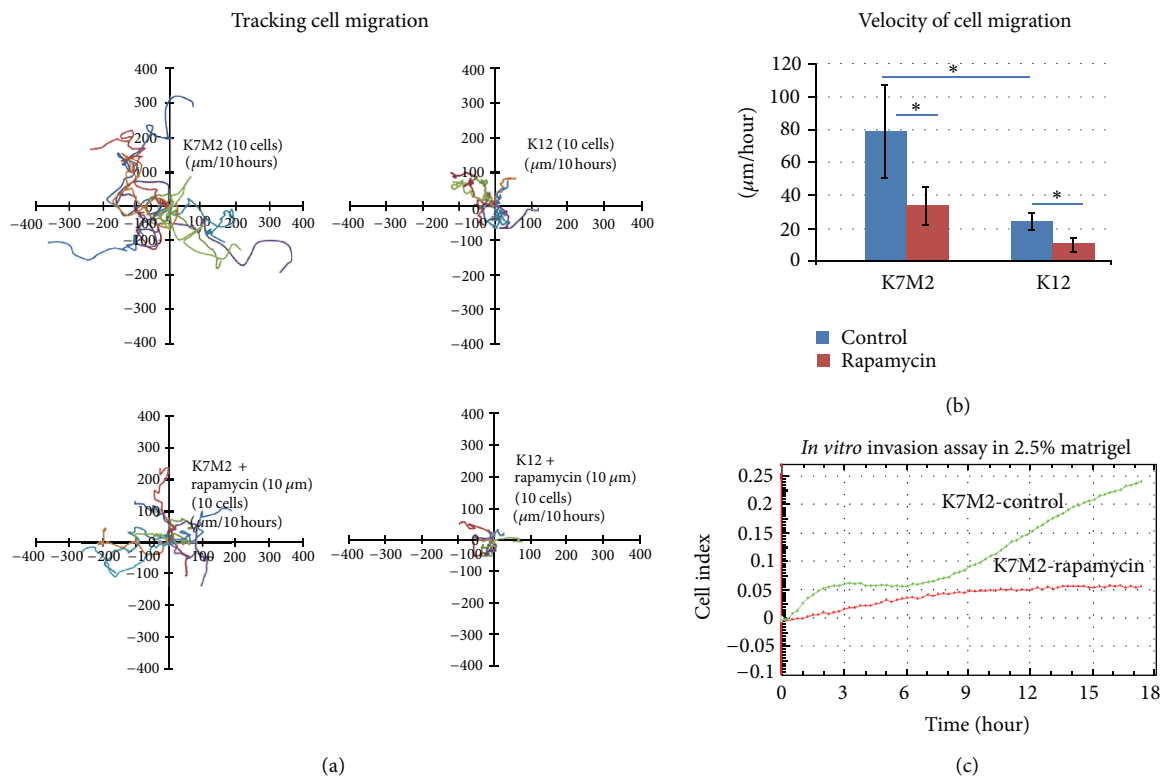 Tracking cell migration
400
300
200
100
−400 −300 −200 −100 0 100 200 300 400
−100
−200
−300
−400
K7M2 (10 cells)
(μm/10 hours)
400
300
200
100
−400 −300 −200 −100 0 100 200 300 400
−100
−200
−300
−400
K12 (10 cells)
(μm/10 hours)
400
300
200
100
0
−400 −300 −200 −100 0 100 200 300 400
−100
−200
−300
−400
K7M2 +
rapamycin (10 μm)
(10 cells)
(μm/10 hours)
400
300
200
100
0
−400 −300 −200 −100 0 100 200 300 400
−100
−200
−300
−400
K12 +
rapamycin (10 μm)
(10 cells)
(μm/10 hours)
(a)
Velocity of cell migration
120
100
80
60
40
20
0
(μm/hour)
*
*
*
K7M2 K12
Control
Rapamycin
(b)
In vitro invasion assay in 2.5% matrigel
0.25
0.2
0.15
0.1
0.05
0
−0.05
−0.1
Cell index
K7M2-control
K7M2-rapamycin
0 3 6 9 12 15 18
Time (hour)
(c)